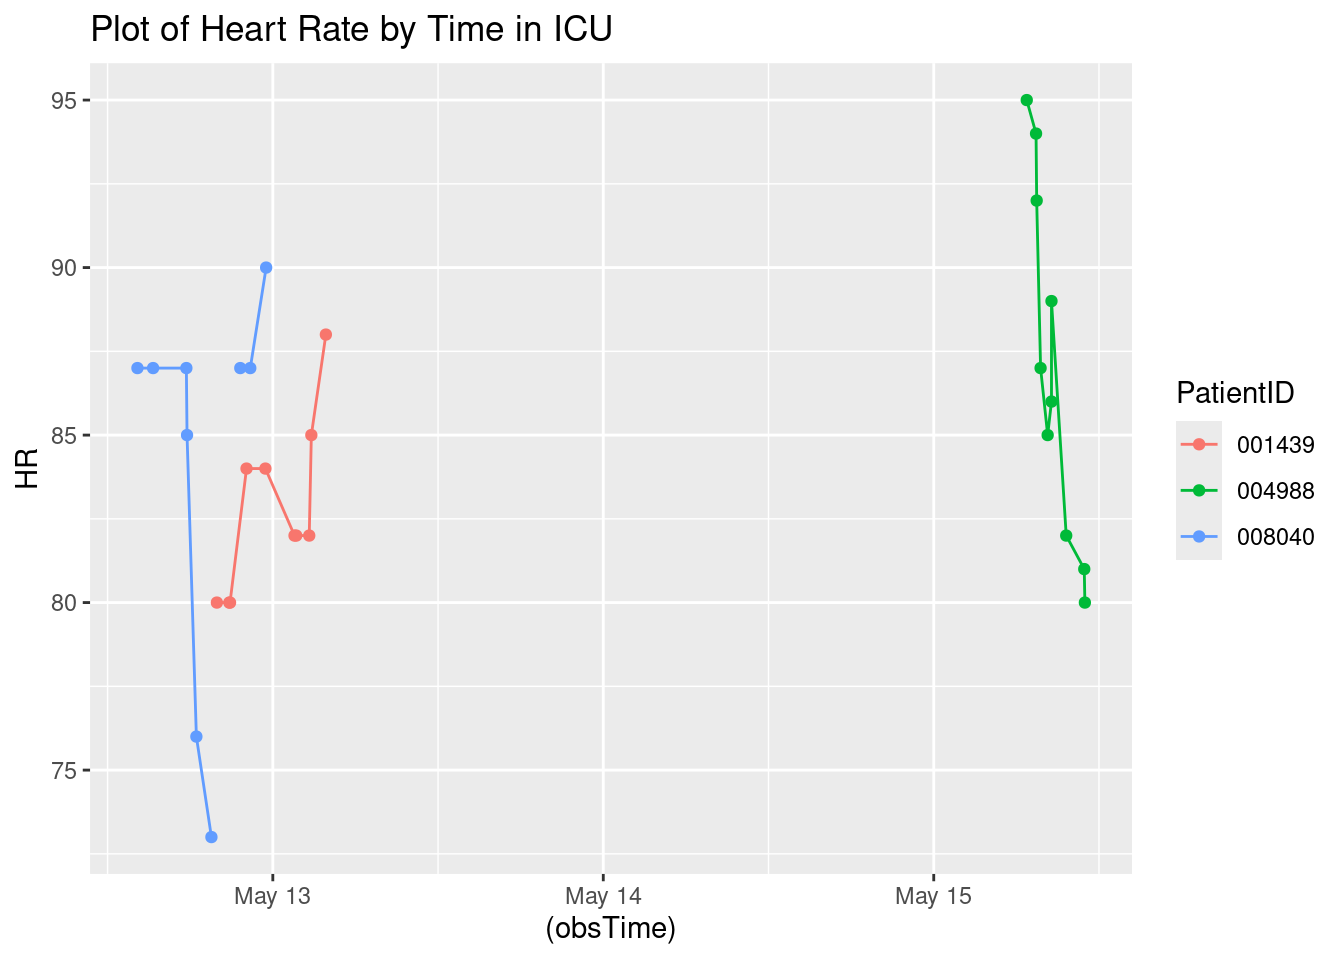 Plot of Heart Rate by Time in ICU
95
90
85
80
75
HR
May 13
May 14
May 15
(obsTime)
PatientID
001439
004988
008040